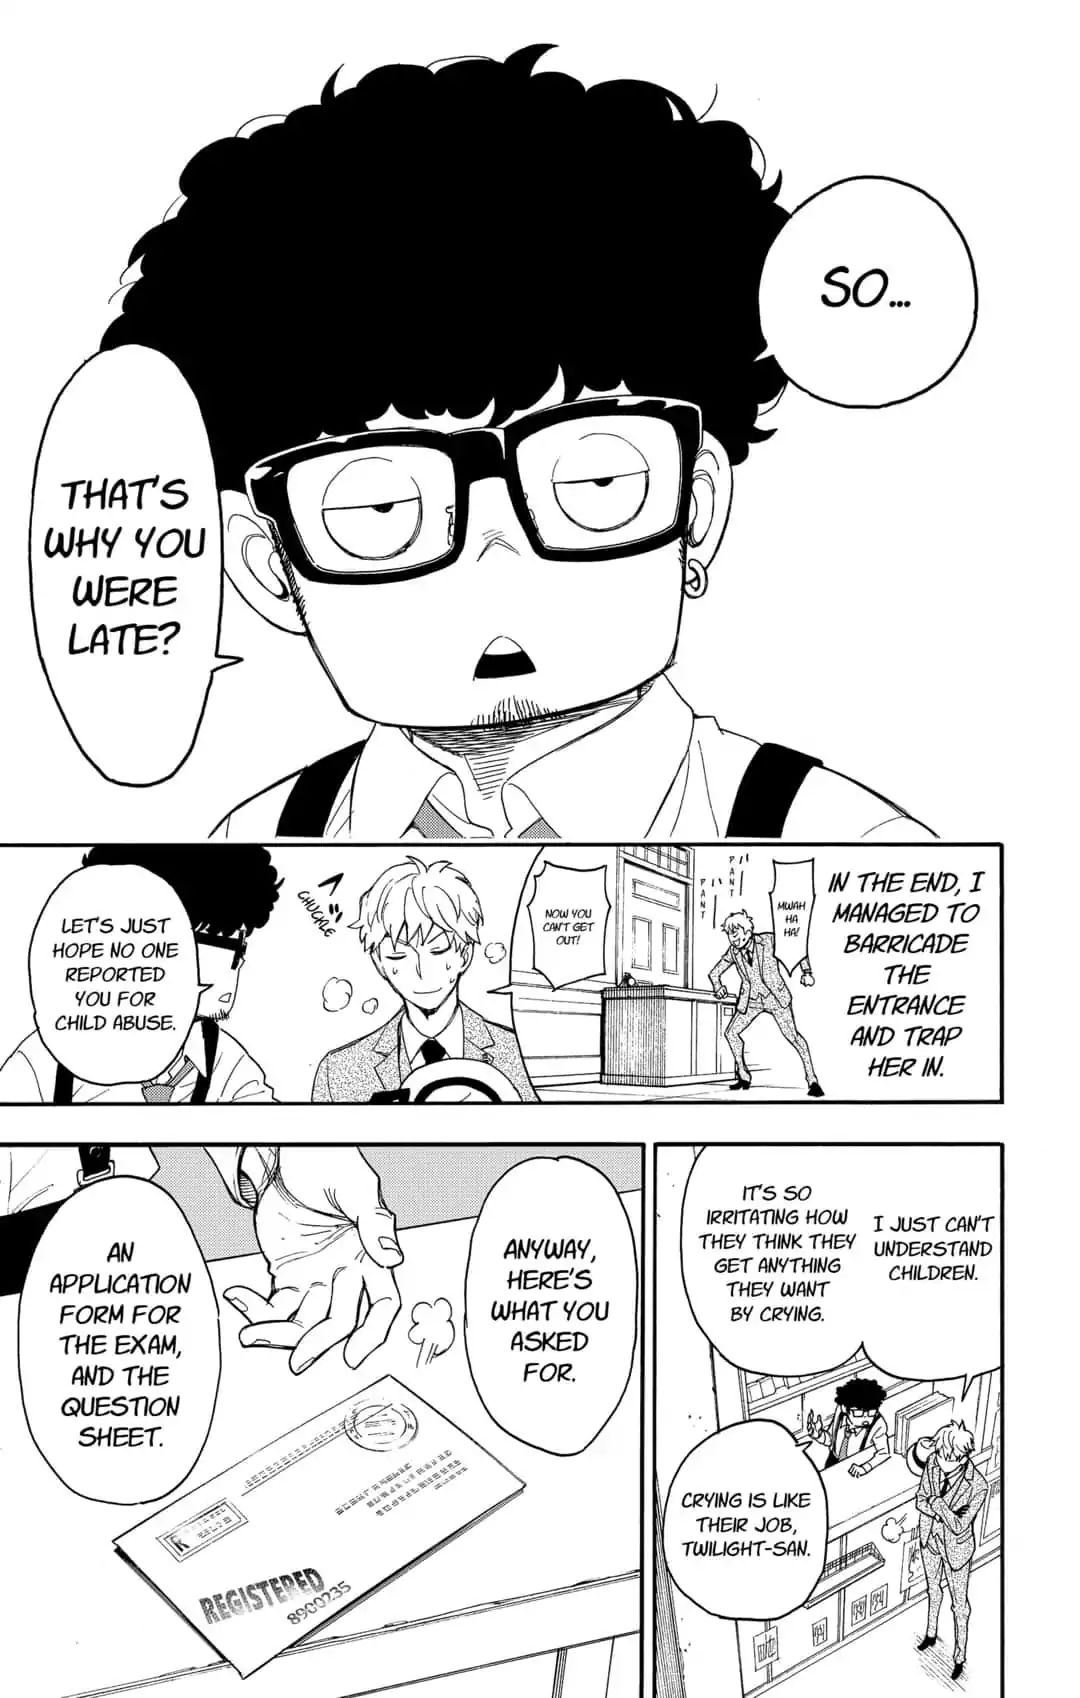 SO...
THAT'S
WHY YOU
WERE
LATE?
IN THE END, I
MANAGED TO
BARRICADE
THE
ENTRANCE
AND TRAP
HER IN.
MWAH
HA
HA!
PANT
PANT
NOW YOU
CAN'T GET
OUT!
CHUCKLE
LET'S JUST
HOPE NO ONE
REPORTED
YOU FOR
CHILD ABUSE.
I JUST CAN'T
UNDERSTAND
CHILDREN.
IT'S SO
IRRITATING HOW
THEY THINK THEY
GET ANYTHING
THEY WANT
BY CRYING.
CRYING IS LIKE
THEIR JOB,
TWILIGHT-SAN.
ANYWAY,
HERE'S
WHAT YOU
ASKED
FOR.
AN
APPLICATION
FORM FOR
THE EXAM,
AND THE
QUESTION
SHEET.
R
REGISTERED
8900235